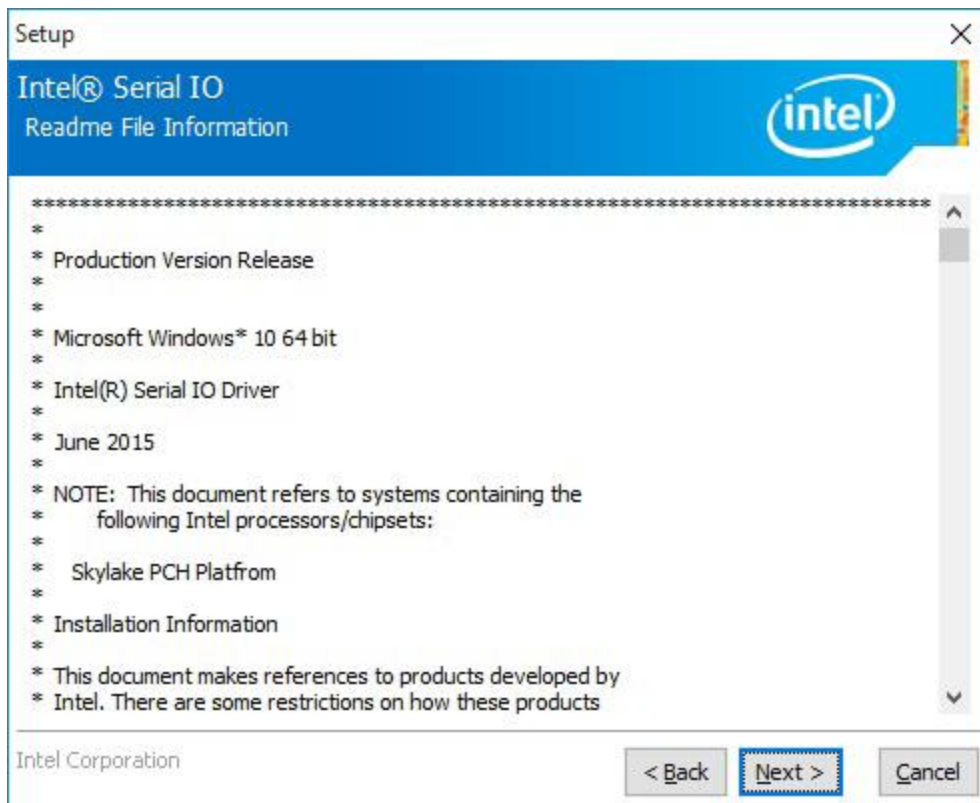 Setup
Intel® Serial IO
Readme File Information
intel
*******************************************************************************
*
* Production Version Release
*
*
* Microsoft Windows* 10 64 bit
*
* Intel(R) Serial IO Driver
*
* June 2015
*
* NOTE: This document refers to systems containing the
* following Intel processors/chipsets:
*
* Skylake PCH Platfrom
*
* Installation Information
*
* This document makes references to products developed by
* Intel. There are some restrictions on how these products
Intel Corporation
< Back Next > Cancel